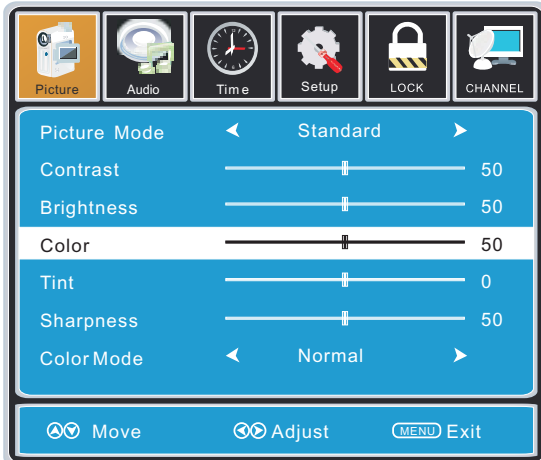 Picture Audio Time Setup LOCK CHANNEL
Picture Mode Standard
Contrast 50
Brightness 50
Color 50
Tint 0
Sharpness 50
Color Mode Normal
Move Adjust MENU Exit